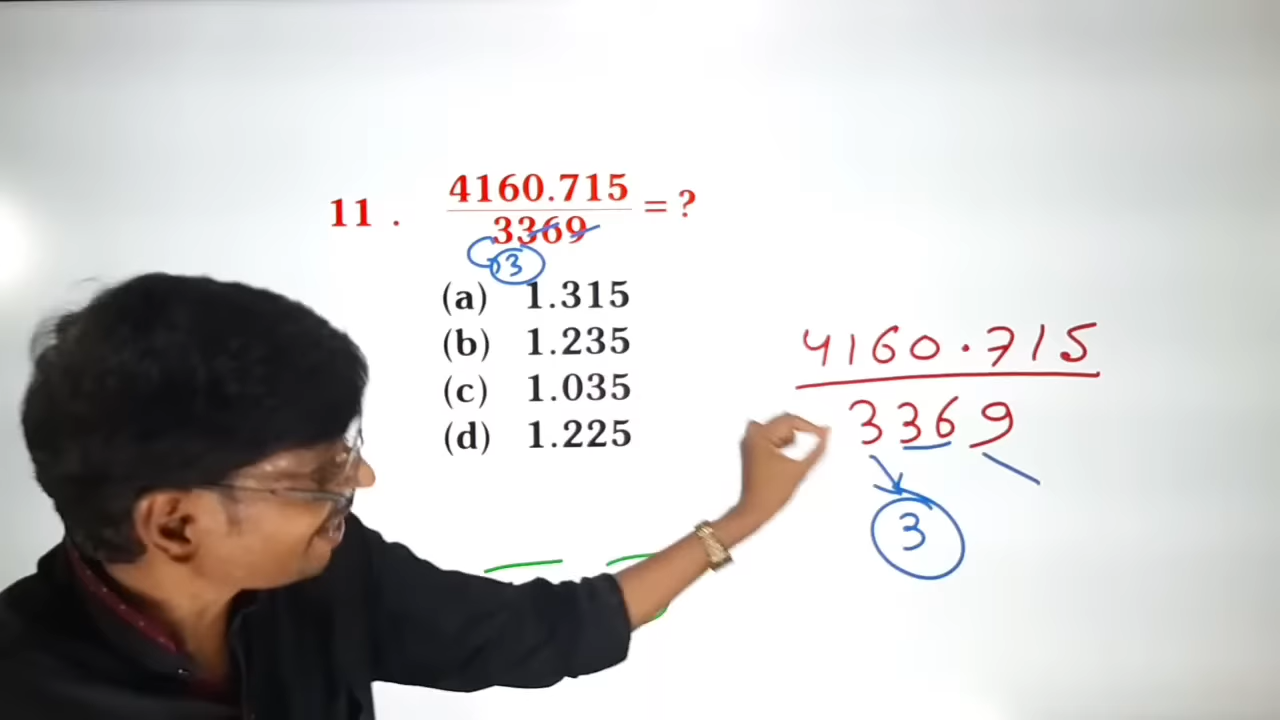 11 . 4160.715 = ?
3369
3
(a) 1.315
(b) 1.235
(c) 1.035
(d) 1.225
4160.715
3369
3